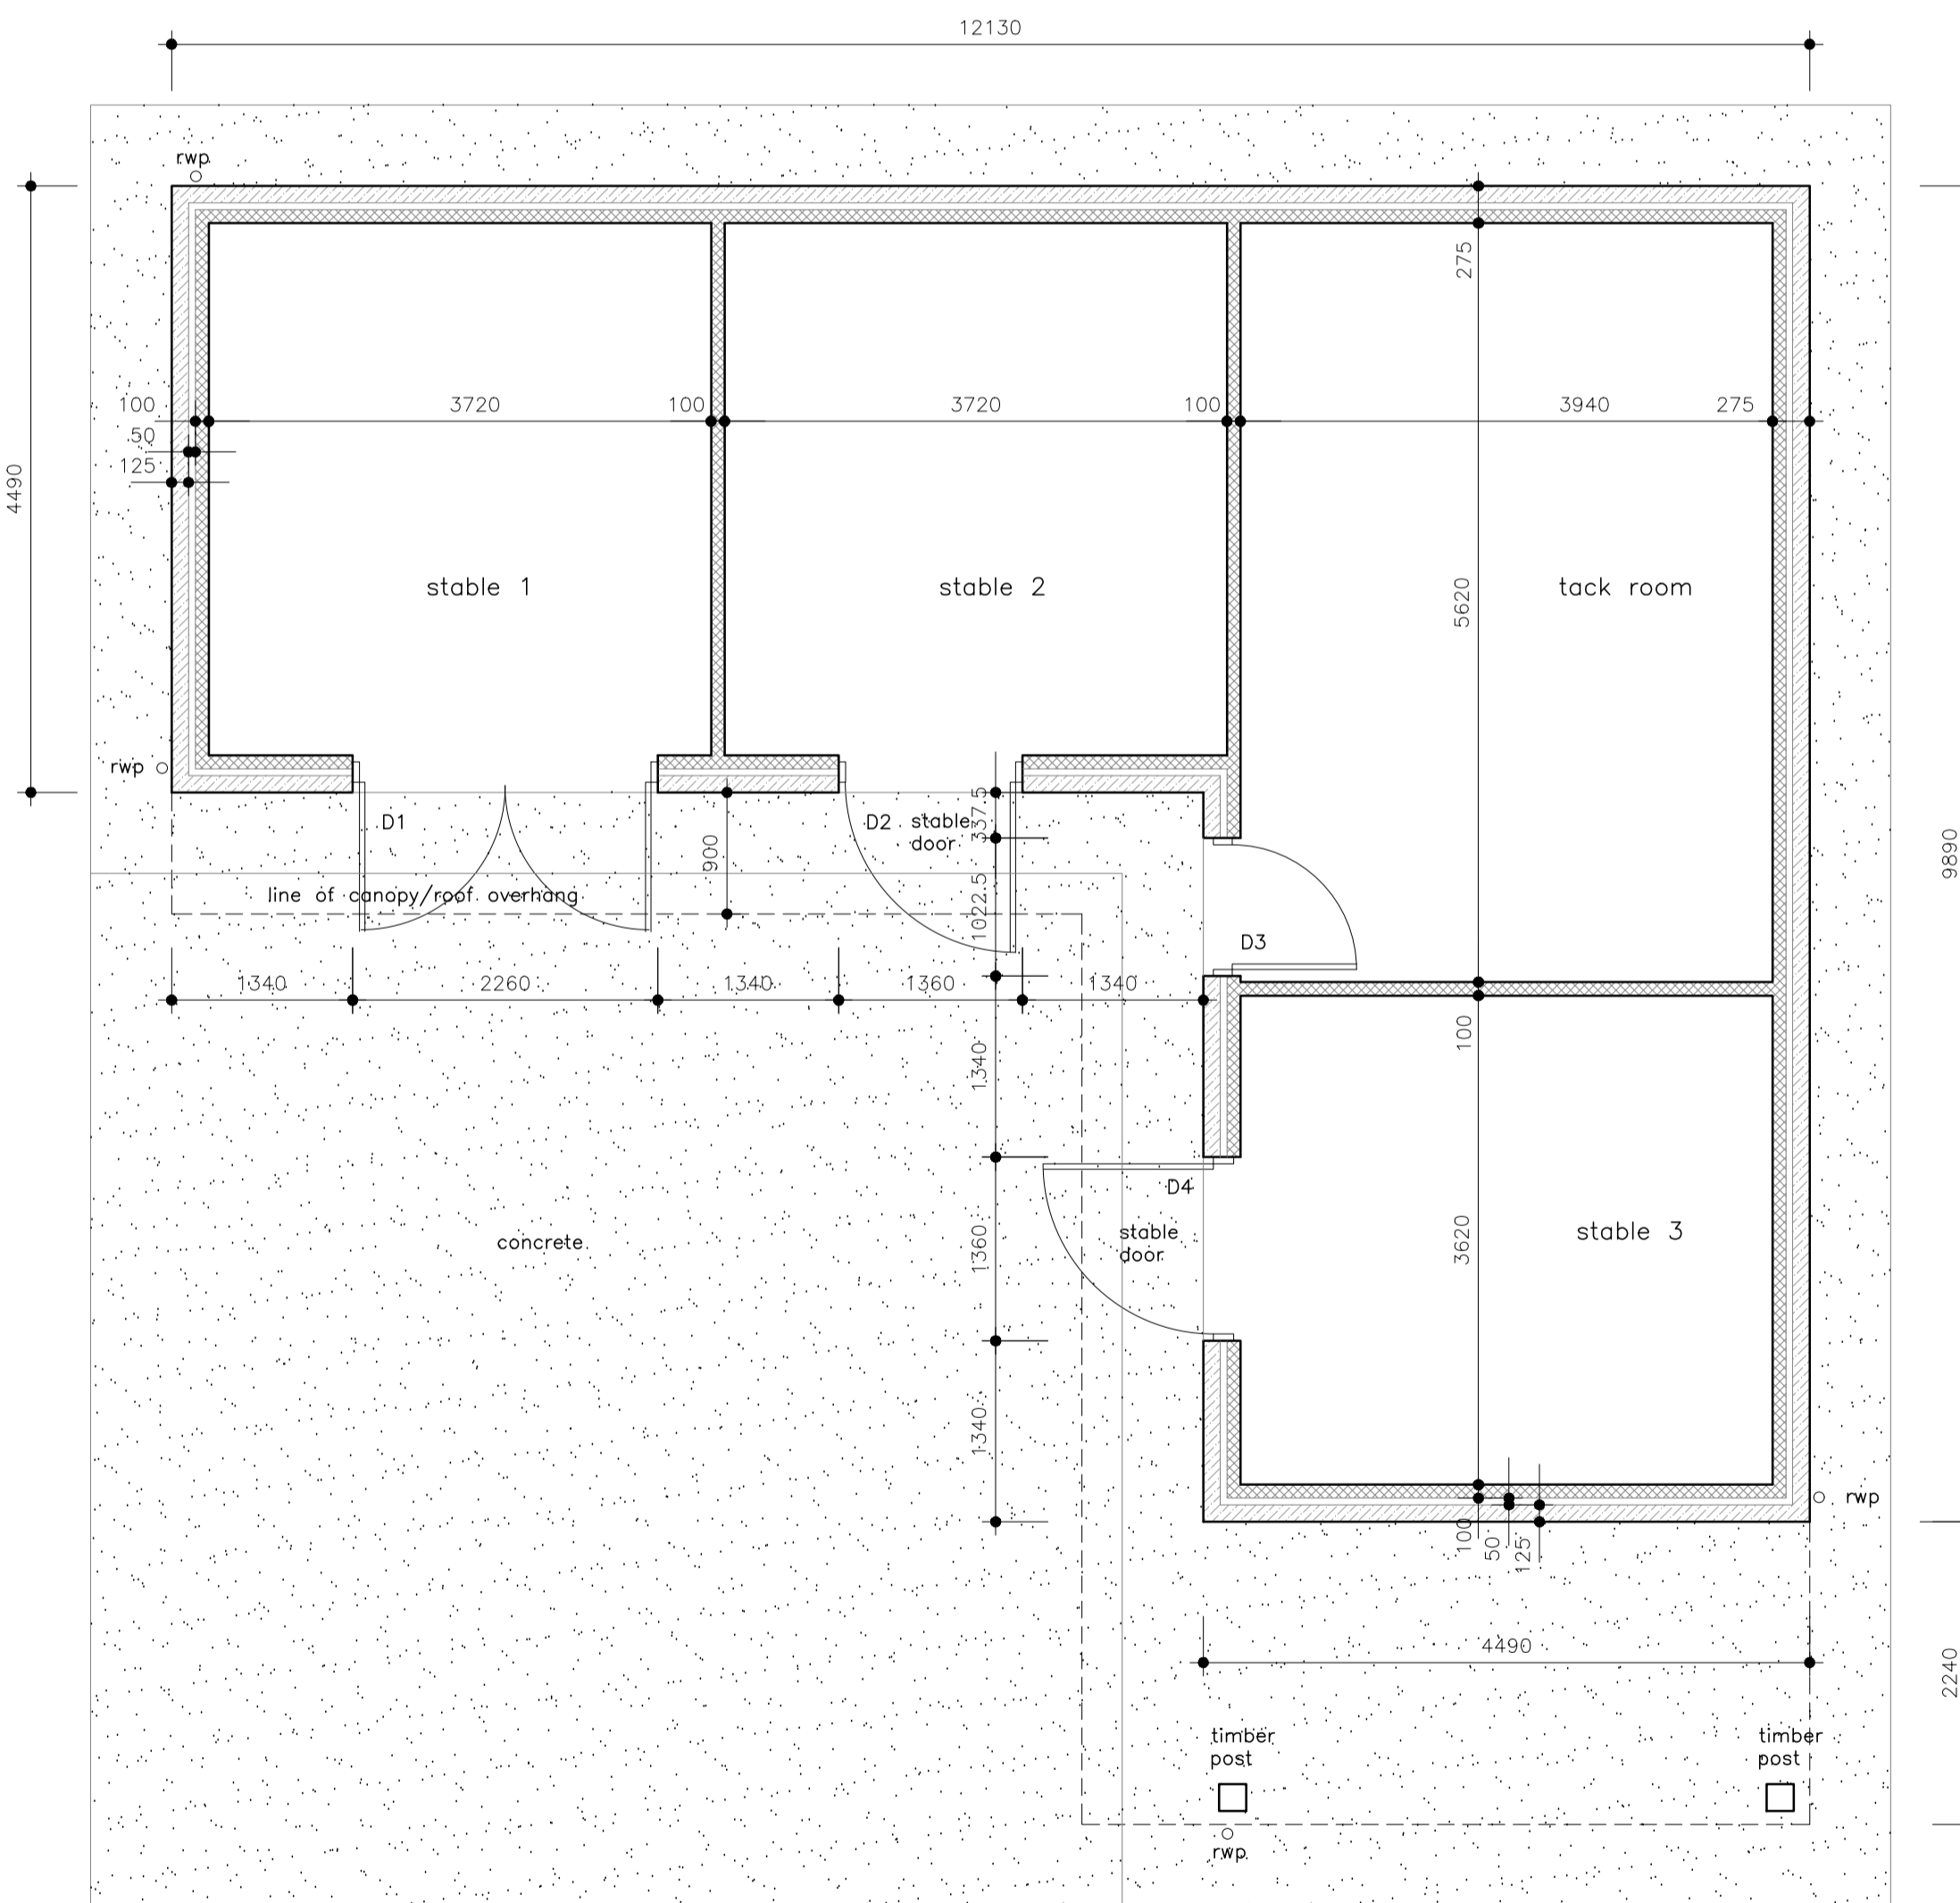 12130
rwp
275
100
3720
100
3720
100
3940
275
50
125
4490
stable 1
stable 2
tack room
5620
rwp
D1
D2
stable
door
337.5
900
9890
line of canopy/roof overhang
1022.5
D3
1340
2260
1340
1360
1340
100
1340
D4
stable
door
concrete
1360
3620
stable 3
1340
rwp
100
50
125
4490
2240
timber
post
timber
post
rwp